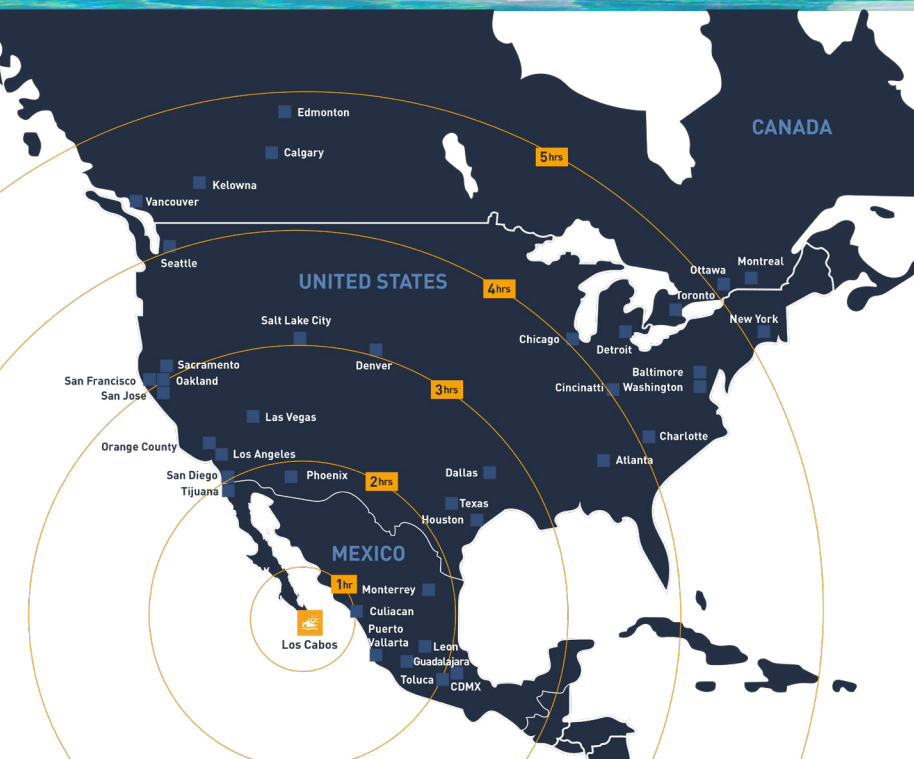 Edmonton
CANADA
Calgary
5hrs
Kelowna
Vancouver
Seattle
Montreal
Ottawa
UNITED STATES
4hrs
Toronto
Salt Lake City
New York
Chicago
Detroit
Denver
Sacramento
Baltimore
San Francisco
Oakland
3hrs
Cincinatti
Washington
San Jose
Las Vegas
Charlotte
Orange County
Los Angeles
Atlanta
San Diego
Phoenix
2hrs
Dallas
Tijuana
Texas
Houston
MEXICO
1hr
Monterrey
Culiacan
Los Cabos
Puerto
Vallarta
Leon
Guadalajara
Toluca
CDMX